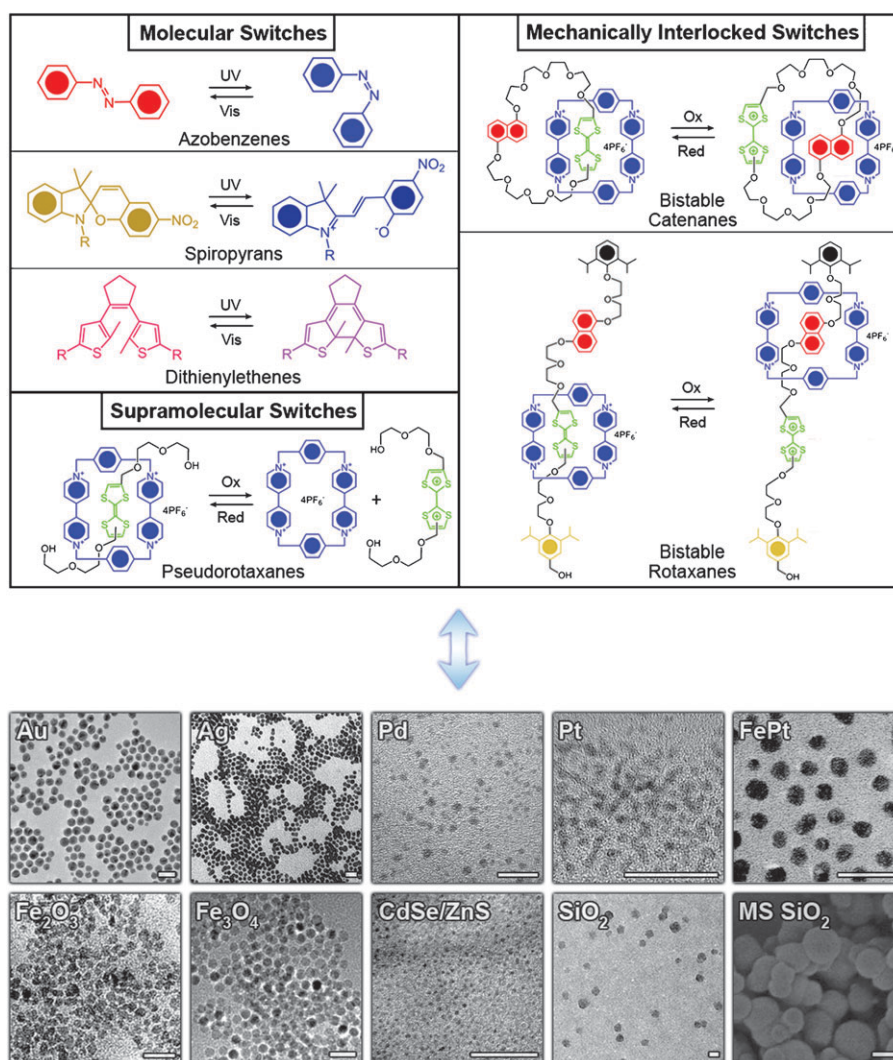 Molecular Switches
N
N
UV
Vis
N
N
Azobenzenes
N
R
O
NO₂
UV
Vis
N⁺
R
⁻O
NO₂
Spiropyrans
R
S
S
R
UV
Vis
R
S
S
R
Dithienylethenes
Supramolecular Switches
N⁺
N⁺
N⁺
N⁺
S
S
S
S
O
O
OH
4PF₆⁻
OH
O
O
Ox
Red
N⁺
N⁺
N⁺
N⁺
4PF₆⁻
+
OH
O
O
S
S
S
S
OH
O
O
Pseudorotaxanes
Mechanically Interlocked Switches
O
O
O
O
O
O
O
O
O
O
N⁺
N⁺
N⁺
N⁺
S
S
S
S
4PF₆⁻
Ox
Red
O
O
O
O
O
O
O
O
O
O
S
S
S
S
N⁺
N⁺
N⁺
N⁺
4PF₆⁻
Bistable
Catenanes
O
O
O
O
O
O
O
N⁺
N⁺
N⁺
N⁺
S
S
S
S
4PF₆⁻
O
O
O
OH
Ox
Red
O
O
O
O
N⁺
N⁺
N⁺
N⁺
4PF₆⁻
O
O
O
S
S
S
S
O
O
O
OH
Bistable
Rotaxanes
Au
Ag
Pd
Pt
FePt
Fe₂O₃
Fe₃O₄
CdSe/ZnS
SiO₂
MS SiO₂